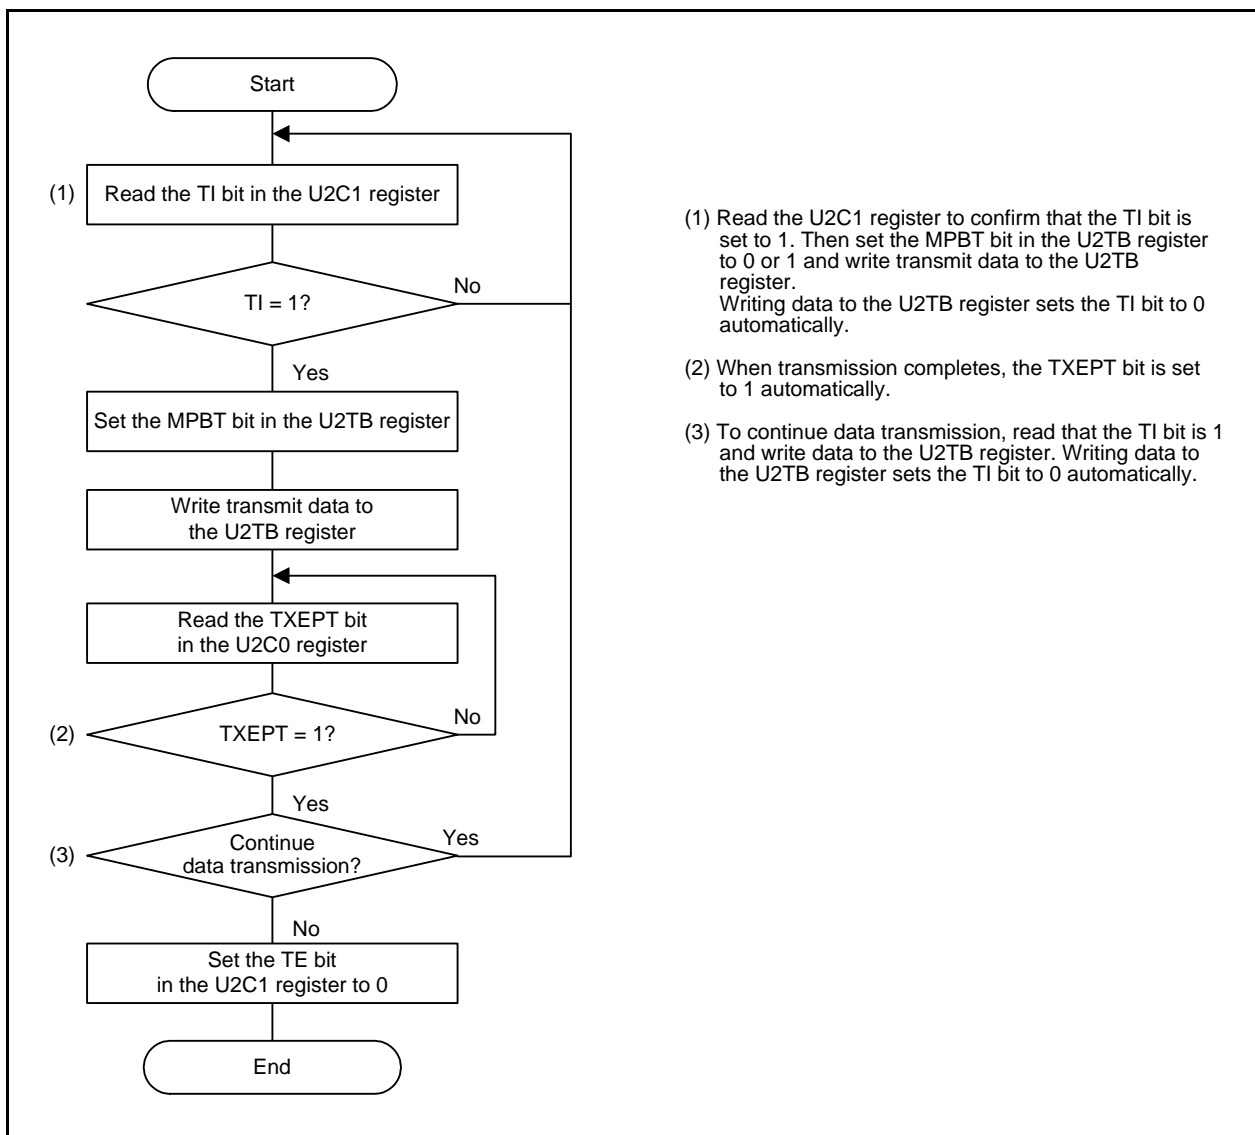 Start
(1)
Read the TI bit in the U2C1 register
TI = 1?
No
Yes
Set the MPBT bit in the U2TB register
Write transmit data to
the U2TB register
Read the TXEPT bit
in the U2C0 register
(2)
TXEPT = 1?
No
Yes
(3)
Continue
data transmission?
Yes
No
Set the TE bit
in the U2C1 register to 0
End
(1) Read the U2C1 register to confirm that the TI bit is
set to 1. Then set the MPBT bit in the U2TB register
to 0 or 1 and write transmit data to the U2TB
register.
Writing data to the U2TB register sets the TI bit to 0
automatically.
(2) When transmission completes, the TXEPT bit is set
to 1 automatically.
(3) To continue data transmission, read that the TI bit is 1
and write data to the U2TB register. Writing data to
the U2TB register sets the TI bit to 0 automatically.